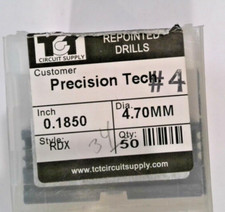 TCT
CIRCUIT SUPPLY
REPOINTED
DRILLS
Customer
Precision Tech.
#4
Inch
0.1850
Dia.
4.70MM
Style:
RDX
34
Qty:
50
www.tctcircuitsupply.com